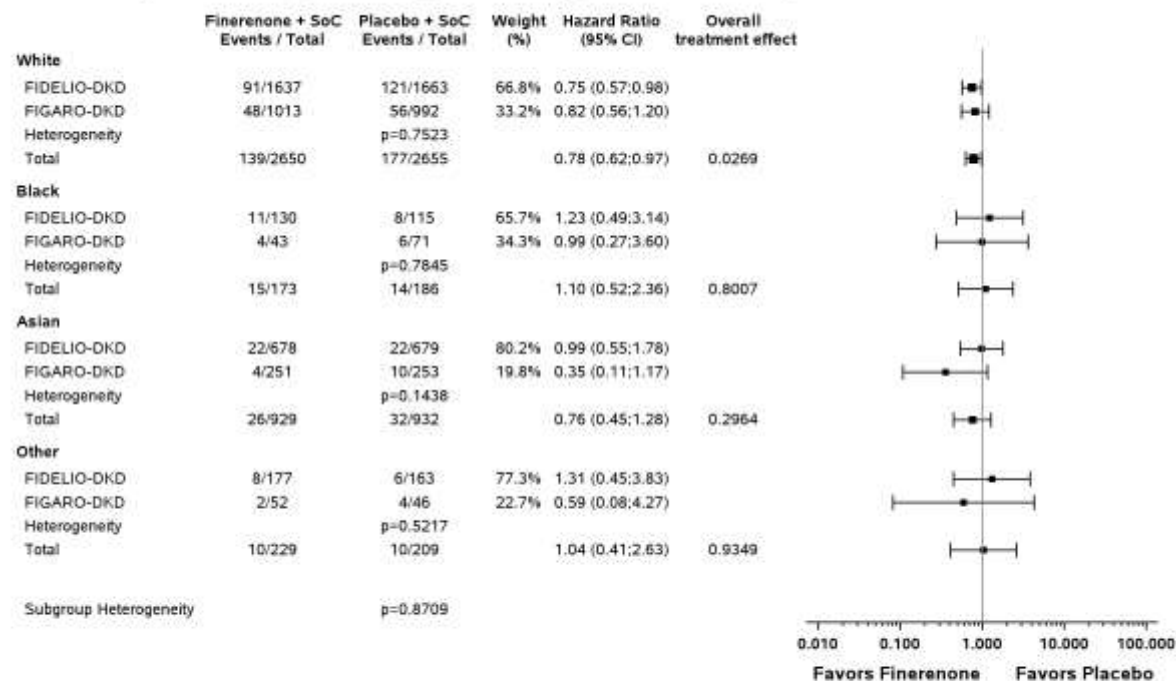 Finerenone + SoC Placebo + SoC Weight Hazard Ratio Overall
Events / Total Events / Total (%) (95% CI) treatment effect
White
FIDELIO-DKD 91/1637 121/1663 66.8% 0.75 (0.57;0.98)
FIGARO-DKD 48/1013 56/992 33.2% 0.82 (0.56;1.20)
Heterogeneity p=0.7523
Total 139/2650 177/2655 0.78 (0.62;0.97) 0.0269
Black
FIDELIO-DKD 11/130 8/115 65.7% 1.23 (0.49;3.14)
FIGARO-DKD 4/43 6/71 34.3% 0.99 (0.27;3.60)
Heterogeneity p=0.7845
Total 15/173 14/186 1.10 (0.52;2.36) 0.8007
Asian
FIDELIO-DKD 22/678 22/679 80.2% 0.99 (0.55;1.78)
FIGARO-DKD 4/251 10/253 19.8% 0.35 (0.11;1.17)
Heterogeneity p=0.1438
Total 26/929 32/932 0.76 (0.45;1.28) 0.2964
Other
FIDELIO-DKD 8/177 6/163 77.3% 1.31 (0.45;3.83)
FIGARO-DKD 2/52 4/46 22.7% 0.59 (0.08;4.27)
Heterogeneity p=0.5217
Total 10/229 10/209 1.04 (0.41;2.63) 0.9349
Subgroup Heterogeneity p=0.8709
0.010 0.100 1.000 10.000 100.000
Favors Finerenone Favors Placebo